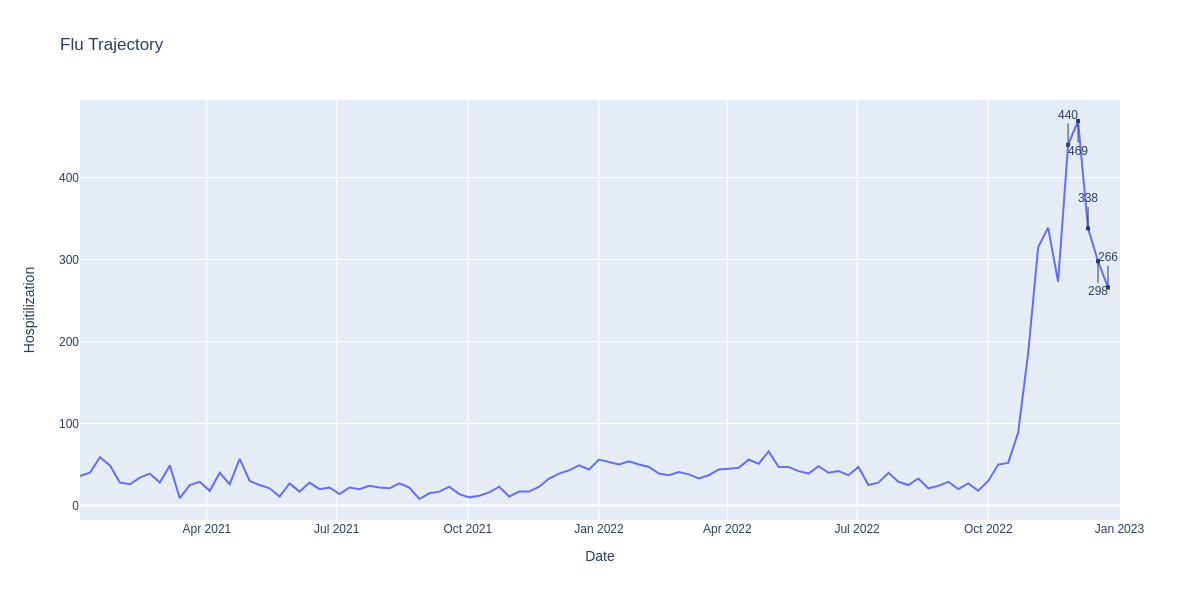 Flu Trajectory
Hospitilization
400
300
200
100
0
440
469
338
298
266
Apr 2021
Jul 2021
Oct 2021
Jan 2022
Apr 2022
Jul 2022
Oct 2022
Jan 2023
Date